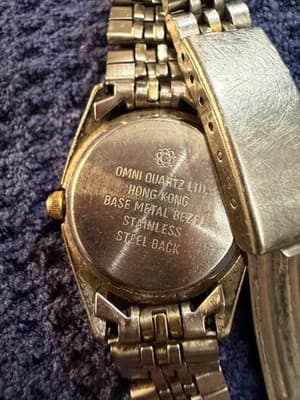 OMNI QUARTZ LTD.
HONG KONG
BASE METAL BEZEL
STAINLESS
STEEL BACK